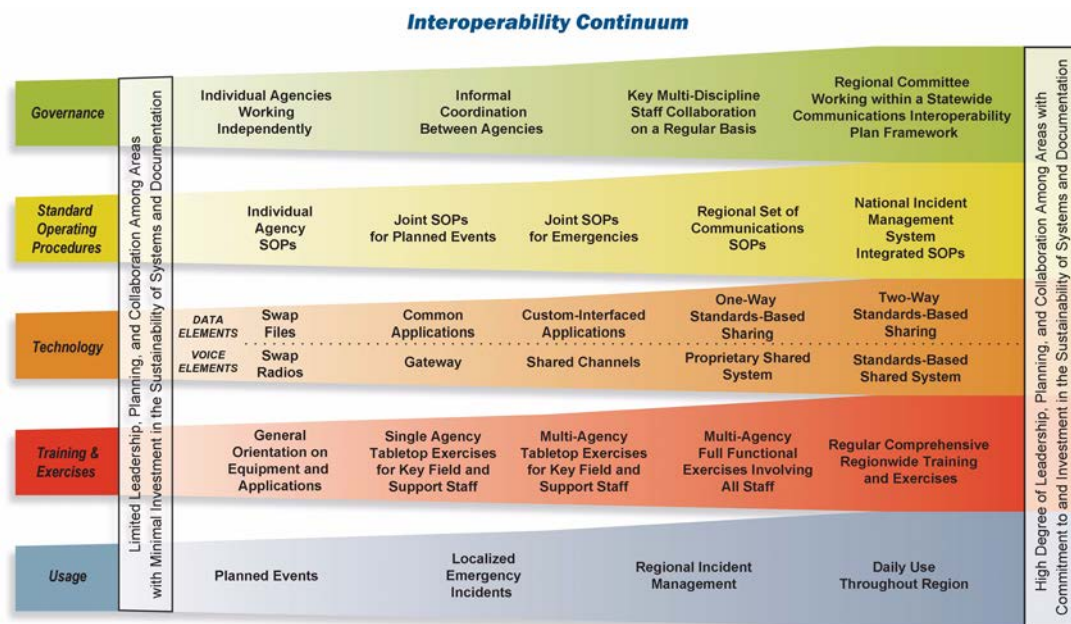 Interoperability Continuum
Limited Leadership, Planning, and Collaboration Among Areas
with Minimal Investment in the Sustainability of Systems and Documentation
High Degree of Leadership, Planning, and Collaboration Among Areas with
Commitment to and Investment in the Sustainability of Systems and Documentation
Governance
Individual Agencies
Working
Independently
Informal
Coordination
Between Agencies
Key Multi-Discipline
Staff Collaboration
on a Regular Basis
Regional Committee
Working within a Statewide
Communications Interoperability
Plan Framework
Standard
Operating
Procedures
Individual
Agency
SOPs
Joint SOPs
for Planned Events
Joint SOPs
for Emergencies
Regional Set of
Communications
SOPs
National Incident
Management
System
Integrated SOPs
Technology
DATA
ELEMENTS
Swap
Files
Common
Applications
Custom-Interfaced
Applications
One-Way
Standards-Based
Sharing
Two-Way
Standards-Based
Sharing
VOICE
ELEMENTS
Swap
Radios
Gateway
Shared Channels
Proprietary Shared
System
Standards-Based
Shared System
Training &
Exercises
General
Orientation on
Equipment and
Applications
Single Agency
Tabletop Exercises
for Key Field and
Support Staff
Multi-Agency
Tabletop Exercises
for Key Field and
Support Staff
Multi-Agency
Full Functional
Exercises Involving
All Staff
Regular Comprehensive
Regionwide Training
and Exercises
Usage
Planned Events
Localized
Emergency
Incidents
Regional Incident
Management
Daily Use
Throughout Region